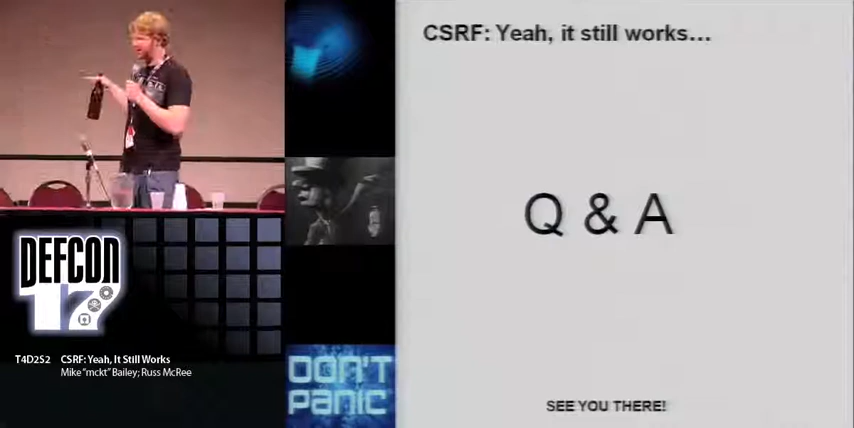 CSRF: Yeah, it still works...
Q & A
SEE YOU THERE!
DEFCON
17
T4D2S2 CSRF: Yeah, It Still Works
Mike "mckt" Bailey; Russ McRee
DON'T
PANIC